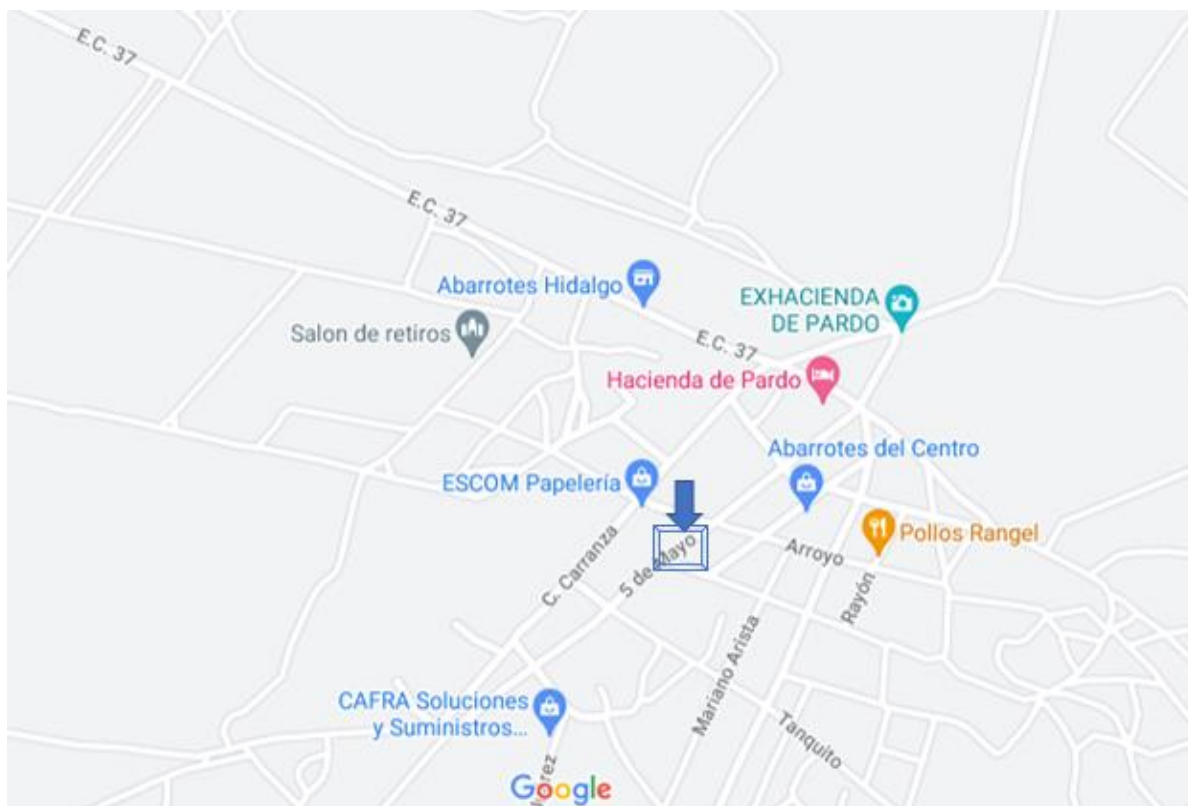 E.C. 37
E.C. 37
Abarrotes Hidalgo
EXHACIENDA
DE PARDO
Salon de retiros
E.C. 37
Hacienda de Pardo
Abarrotes del Centro
ESCOM Papelería
Pollos Rangel
Arroyo
C. Carranza
5 de Mayo
Rayón
Mariano Arista
CAFRA Soluciones
y Suministros...
Tanquito
Google